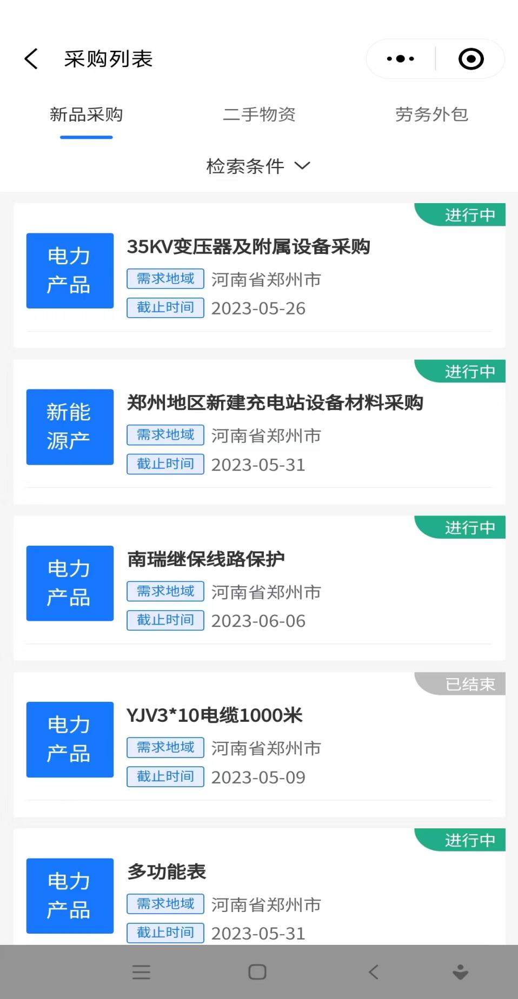 采购列表
新品采购 二手物资 劳务外包
检索条件
进行中
电力
产品
35KV变压器及附属设备采购
需求地域 河南省郑州市
截止时间 2023-05-26
进行中
新能
源产
郑州地区新建充电站设备材料采购
需求地域 河南省郑州市
截止时间 2023-05-31
进行中
电力
产品
南瑞继保线路保护
需求地域 河南省郑州市
截止时间 2023-06-06
已结束
电力
产品
YJV3*10电缆1000米
需求地域 河南省郑州市
截止时间 2023-05-09
进行中
电力
产品
多功能表
需求地域 河南省郑州市
截止时间 2023-05-31